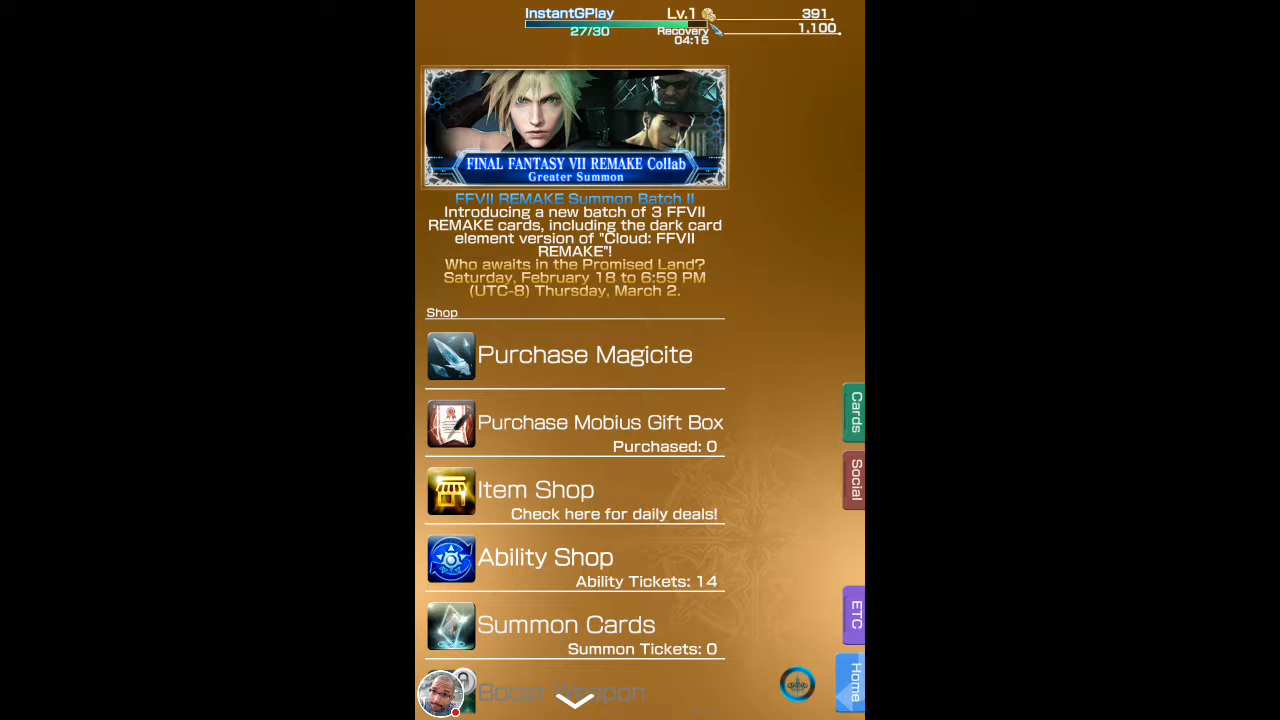 InstantGPlay Lv.1 391
27/30 Recovery 1,100
04:15
FINAL FANTASY VII REMAKE Collab
Greater Summon
FFVII REMAKE Summon Batch II
Introducing a new batch of 3 FFVII
REMAKE cards, including the dark card
element version of "Cloud: FFVII
REMAKE"!
Who awaits in the Promised Land?
Saturday, February 18 to 6:59 PM
(UTC-8) Thursday, March 2.
Shop
Purchase Magicite
Purchase Mobius Gift Box
Purchased: 0
Item Shop
Check here for daily deals!
Ability Shop
Ability Tickets: 14
Summon Cards
Summon Tickets: 0
Boost Weapon
Cards
Social
ETC
Home